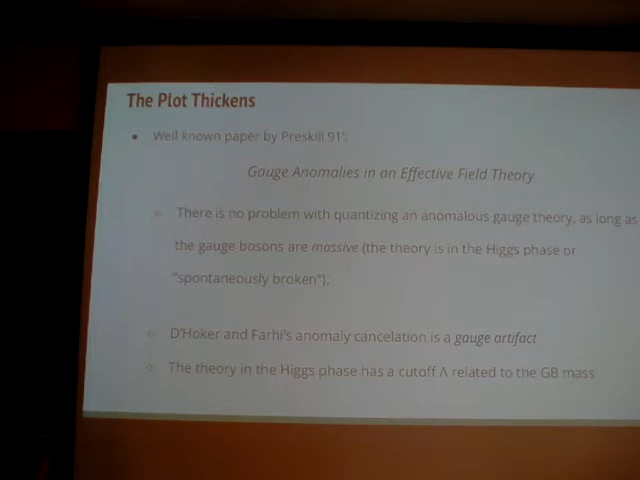 The Plot Thickens
• Well known paper by Preskill 91':
Gauge Anomalies in an Effective Field Theory
○ There is no problem with quantizing an anomalous gauge theory, as long as
the gauge bosons are massive (the theory is in the Higgs phase or
"spontaneously broken").
○ D'Hoker and Farhi's anomaly cancelation is a gauge artifact
○ The theory in the Higgs phase has a cutoff Λ related to the GB mass